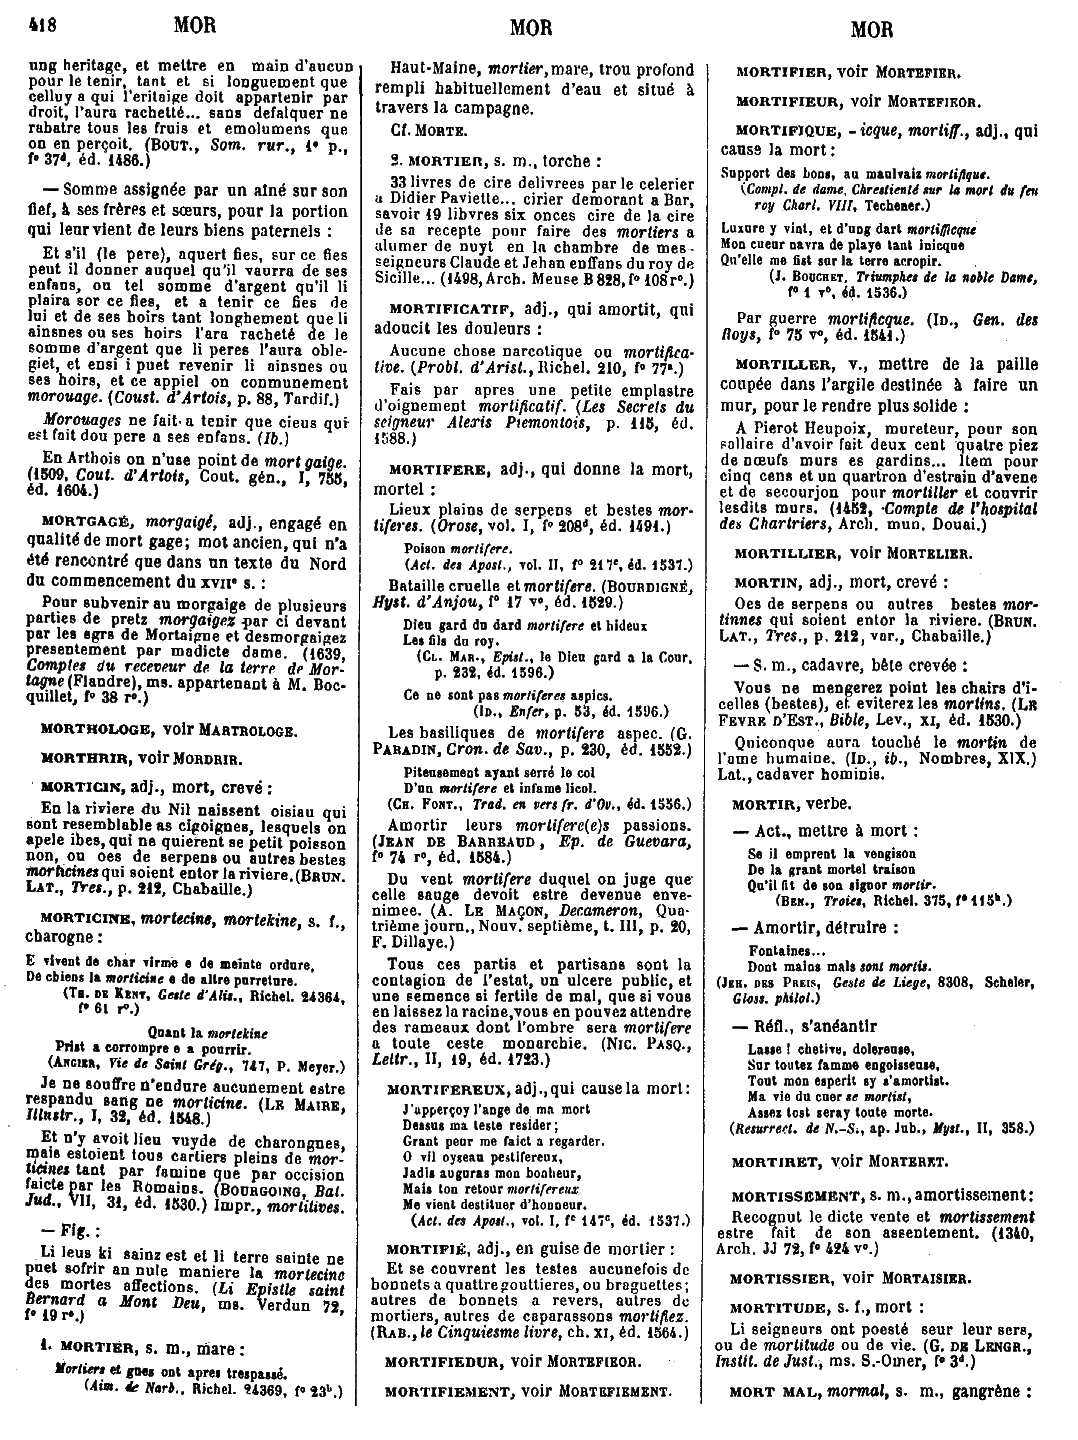 418 MOR MOR MOR
ung heritage, et mettre en main d'aucun
pour le tenir, tant et si longuement que
celluy a qui l'eritaige doit appartenir par
droit, l'aura rachetté... sans defalquer ne
rabatre tous les fruis et emolumens que
on en perçoit. (BOUT., Som. rur., 1e p.,
fo 37d, éd. 1486.)
— Somme assignée par un aîné sur son
fief, à ses frères et sœurs, pour la portion
qui leur vient de leurs biens paternels :
Et s'il (le pere), aquert fies, sur ce fies
peut il donner auquel qu'il vaurra de ses
enfans, ou tel somme d'argent qu'il li
plaira sor ce fies, et a tenir ce fies de
lui et de ses hoirs tant longhement que li
ainsnes ou ses hoirs l'ara racheté de le
somme d'argent que li peres l'aura oble-
giet, et ensi i puet revenir li ainsnes ou
ses hoirs, et ce appiel on conmunement
morouage. (Coust. d'Artois, p. 88, Tardif.)
Morouages ne fait a tenir que cieus qui
est fait dou pere a ses enfans. (Ib.)
En Arthois on n'use point de mort gaige.
(1509, Cout. d'Artois, Cout. gén., I, 755,
éd. 1604.)
MORTGAGÉ, morgaigé, adj., engagé en
qualité de mort gage; mot ancien, qui n'a
été rencontré que dans un texte du Nord
du commencement du XVIIe s. :
Pour subvenir au morgaige de plusieurs
parties de pretz morgaigez par ci devant
par les sgrs de Mortaigne et desmorgaigez
presentement par madicte dame. (1639,
Comptes du receveur de la terre de Mor-
tagne (Flandre), ms. appartenant à M. Boc-
quillet, fo 38 ro.)
MORTHOLOGE, voir MARTROLOGE.
MORTHRIR, voir MORDRIR.
MORTICIN, adj., mort, crevé :
En la riviere du Nil naissent oisiau qui
sont resemblable as cigoignes, lesquels on
apele ibes, qui ne quierent se petit poisson
non, ou oes de serpens ou autres bestes
morticines qui soient entor la riviere. (BRUN.
LAT., Tres., p. 212, Chabaille.)
MORTICINE, mortecine, mortekine, s. f.,
charogne :
E vivent de char virme e de meinte ordure,
De chiens la morticine e de altre purreture.
(TH. DE KENT, Geste d'Alis., Richel. 24364,
fo 61 ro.)
Quant la mortekine
Prist a corrompre e a pourrir.
(ANGIER, Vie de Saint Grég., 747, P. Meyer.)
Je ne souffre n'endure aucunement estre
respandu sang ne morticine. (LE MAIRE,
Illustr., I, 32, éd. 1548.)
Et n'y avoit lieu vuyde de charongnes,
mais estoient tous cartiers pleins de mor-
ticines tant par famine que par occision
faicte par les Romains. (BOURGOING, Bat.
Jud., VII, 31, éd. 1530.) Impr., mortitives.
— Fig. :
Li leus ki sainz est et li terre sainte ne
puet sofrir an nule maniere la mortecine
des mortes affections. (Li Epistle saint
Bernard a Mont Deu, ms. Verdun 72,
fo 19 ro.)
1. MORTIER, s. m., mare :
Mortiers et gues ont apres trespassé.
(Aim. de Narb., Richel. 24369, fo 23b.)
Haut-Maine, mortier, mare, trou profond
rempli habituellement d'eau et situé à
travers la campagne.
Cf. MORTE.
2. MORTIER, s. m., torche :
33 livres de cire delivrees par le celerier
a Didier Paviette... cirier demorant a Bar,
savoir 19 libvres six onces cire de la cire
de sa recepte pour faire des mortiers a
alumer de nuyt en la chambre de mes-
seigneurs Claude et Jehan enffans du roy de
Sicille... (1498, Arch. Meuse B 828, fo 108 ro.)
MORTIFICATIF, adj., qui amortit, qui
adoucit les douleurs :
Aucune chose narcotique ou mortifica-
tive. (Probl. d'Arist., Richel. 210, fo 77a.)
Fais par apres une petite emplastre
d'oignement mortificatif. (Les Secrets du
seigneur Alexis Piemontois, p. 115, éd.
1588.)
MORTIFERE, adj., qui donne la mort,
mortel :
Lieux plains de serpens et bestes mor-
tiferes. (Orose, vol. I, fo 208d, éd. 1491.)
Poison mortifere.
(Act. des Apost., vol. II, fo 217c, éd. 1537.)
Bataille cruelle et mortifere. (BOURDIGNÉ,
Hyst. d'Anjou, fo 17 vo, éd. 1529.)
Dieu gard du dard mortifere et hideux
Les fils du roy.
(CL. MAR., Epist., le Dieu gard a la Cour,
p. 232, éd. 1596.)
Ce ne sont pas mortiferes aspics.
(ID., Enfer, p. 53, éd. 1596.)
Les basiliques de mortifere aspec. (G.
PARADIN, Cron. de Sav., p. 230, éd. 1552.)
Piteusement ayant serré le col
D'un mortifere et infame licol.
(CH. FONT., Trad. en vers fr. d'Ov., éd. 1556.)
Amortir leurs mortifere(e)s passions.
(JEAN DE BARREAUD, Ep. de Guevara,
fo 74 ro, éd. 1584.)
Du vent mortifere duquel on juge que
celle sauge devoit estre devenue enve-
nimee. (A. LE MAÇON, Decameron, Qua-
trième journ., Nouv. septième, t. III, p. 20,
F. Dillaye.)
Tous ces partis et partisans sont la
contagion de l'estat, un ulcere public, et
une semence si fertile de mal, que si vous
en laissez la racine, vous en pouvez attendre
des rameaux dont l'ombre sera mortifere
a toute ceste monarchie. (NIC. PASQ.,
Lettr., II, 19, éd. 1723.)
MORTIFEREUX, adj., qui cause la mort :
J'apperçoy l'ange de ma mort
Dessus ma teste resider;
Grant peur me faict a regarder.
O vil oyseau pestifereux,
Jadis auguras mon bonheur,
Mais ton retour mortifereux
Me vient destituer d'honneur.
(Act. des Apost., vol. I, fo 147c, éd. 1537.)
MORTIFIÉ, adj., en guise de mortier :
Et se couvrent les testes aucunefois de
bonnets a quattre gouttieres, ou braguettes;
autres de bonnets a revers, autres de
mortiers, autres de caparassons mortifiez.
(RAB., le Cinquiesme livre, ch. XI, éd. 1564.)
MORTIFIEDUR, voir MORTEFIEOR.
MORTIFIEMENT, voir MORTEFIEMENT.
MORTIFIER, voir MORTEFIER.
MORTIFIEUR, voir MORTEFIEOR.
MORTIFIQUE, -icque, mortiff., adj., qui
cause la mort :
Support des bons, au maulvaiz mortifique.
(Compl. de dame, Chrestienté sur la mort du feu
roy Charl. VIII, Techener.)
Luxure y vint, et d'ung dart mortifficque
Mon cueur navra de playe tant inicque
Qu'elle me fist sur la terre acropir.
(J. BOUCHET, Triumphes de la noble Dame,
fo 1 vo, éd. 1536.)
Par guerre mortificque. (ID., Gen. des
Roys, fo 75 vo, éd. 1541.)
MORTILLER, v., mettre de la paille
coupée dans l'argile destinée à faire un
mur, pour le rendre plus solide :
A Pierot Heupoix, mureteur, pour son
sallaire d'avoir fait deux cent quatre piez
de nœufs murs es gardins... Item pour
cinq cens et un quartron d'estrain d'avene
et de secourjon pour mortiller et couvrir
lesdits murs. (1452, Compte de l'hospital
des Chartriers, Arch. mun. Douai.)
MORTILLIER, voir MORTELIER.
MORTIN, adj., mort, crevé :
Oes de serpens ou autres bestes mor-
tinnes qui soient entor la riviere. (BRUN.
LAT., Tres., p. 212, var., Chabaille.)
— S. m., cadavre, bête crevée :
Vous ne mengerez point les chairs d'i-
celles (bestes), et eviterez les mortins. (LE
FEVRE D'EST., Bible, Lev., XI, éd. 1530.)
Quiconque aura touché le mortin de
l'ame humaine. (ID., ib., Nombres, XIX.)
Lat., cadaver hominis.
MORTIR, verbe.
— Act., mettre à mort :
Se il emprent la vengison
De la grant mortel traison
Qu'il fit de son signor mortir.
(BEN., Troies, Richel. 375, fo 115b.)
— Amortir, détruire :
Fontaines...
Dont mains mals sont mortis.
(JEH. DES PREIS, Geste de Liege, 8308, Scheler,
Gloss. philol.)
— Réfl., s'anéantir
Lasse ! chetive, dolereuse,
Sur toutez famme engoisseuse,
Tout mon esperit sy s'amortist.
Ma vie du cuer se mortist,
Assez tost seray toute morte.
(Resurrect. de N.-S., ap. Jub., Myst., II, 358.)
MORTIRET, voir MORTERET.
MORTISSEMENT, s. m., amortissement :
Recognut le dicte vente et mortissement
estre fait de son assentement. (1340,
Arch. JJ 72, fo 424 vo.)
MORTISSIER, voir MORTAISIER.
MORTITUDE, s. f., mort :
Li seigneurs ont poesté seur leur sers,
ou de mortitude ou de vie. (G. DE LENGR.,
Instit. de Just., ms. S.-Omer, fo 3d.)
MORT MAL, mormal, s. m., gangrène :